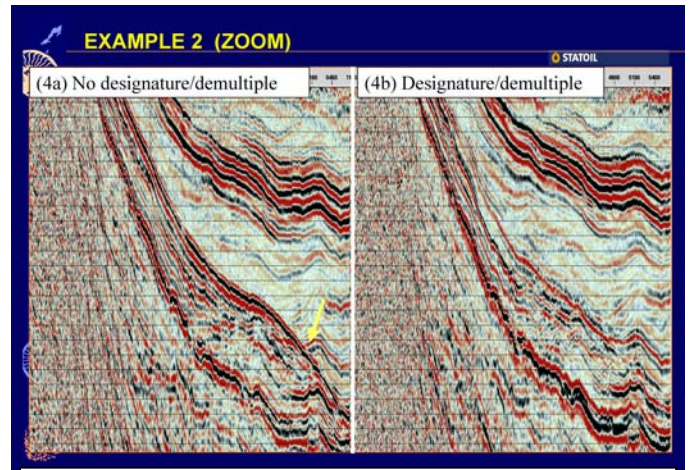 EXAMPLE 2 (ZOOM)
STATOIL
(4a) No designature/demultiple
(4b) Designature/demultiple